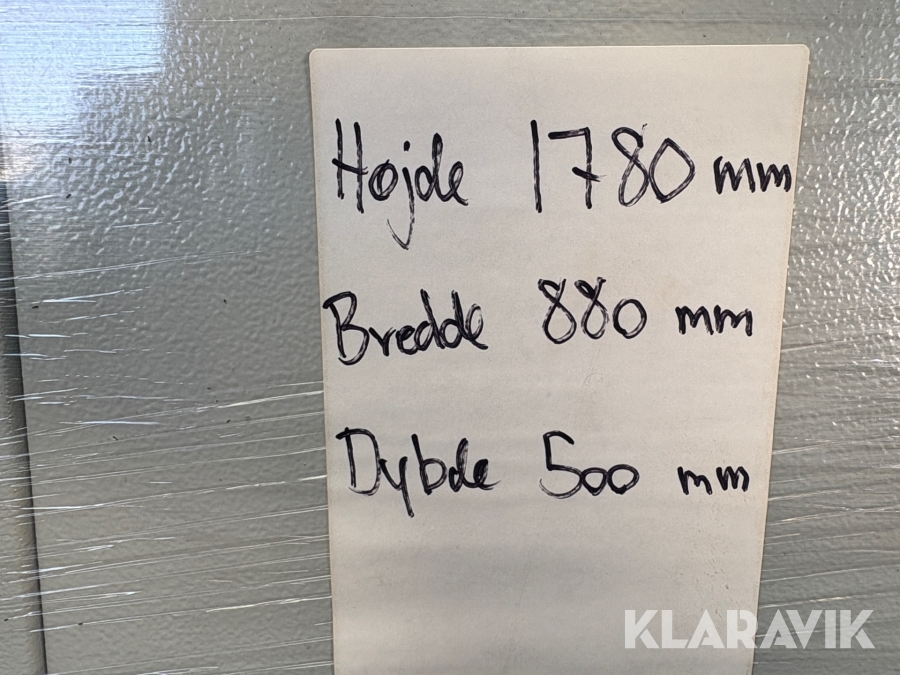 Højde 1780 mm
Bredde 880 mm
Dybde 500 mm
KLARAVIK